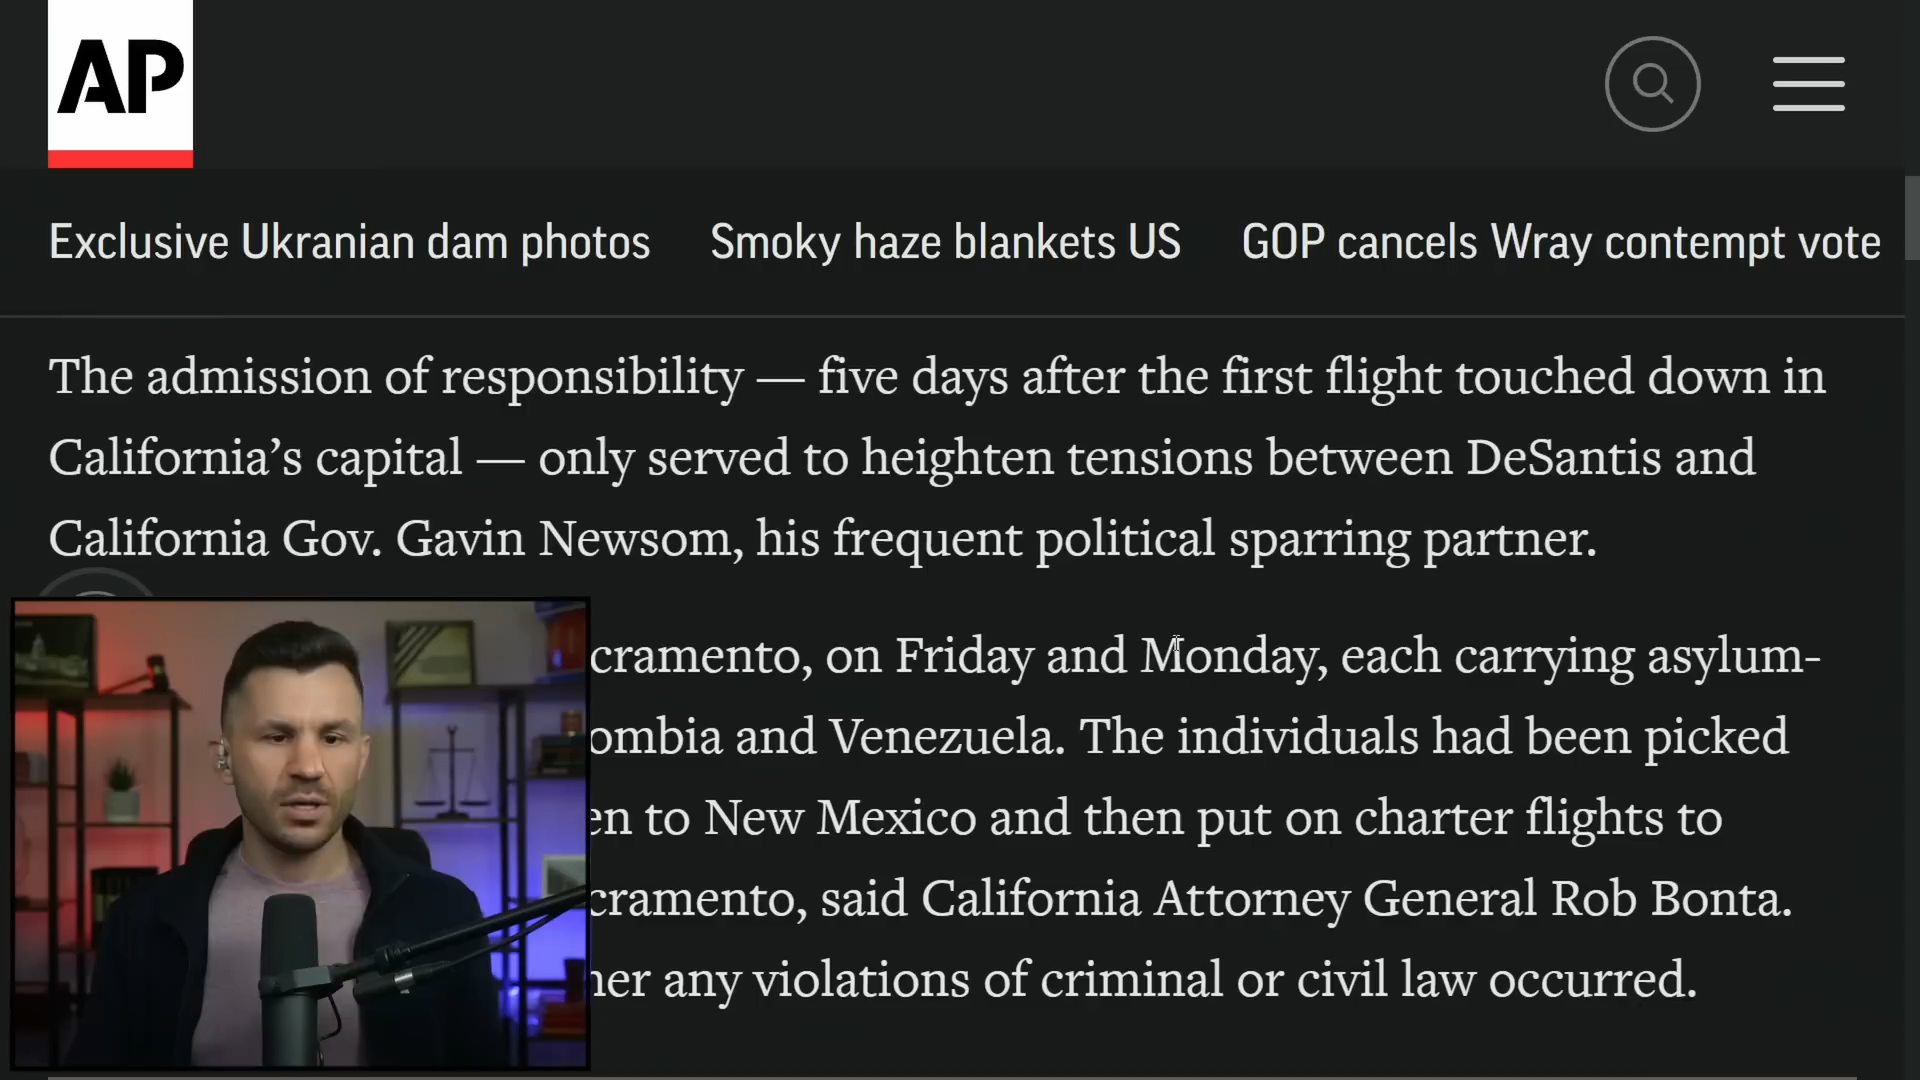 AP
Exclusive Ukranian dam photos Smoky haze blankets US GOP cancels Wray contempt vote
The admission of responsibility — five days after the first flight touched down in
California’s capital — only served to heighten tensions between DeSantis and
California Gov. Gavin Newsom, his frequent political sparring partner.
cramento, on Friday and Monday, each carrying asylum-
ombia and Venezuela. The individuals had been picked
en to New Mexico and then put on charter flights to
cramento, said California Attorney General Rob Bonta.
her any violations of criminal or civil law occurred.